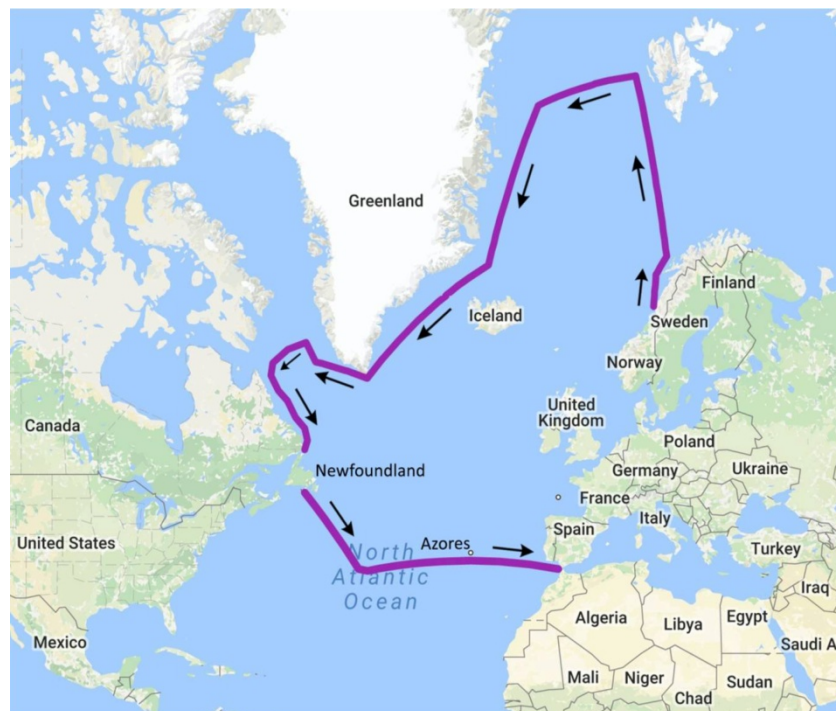 Greenland
Finland
Iceland
Sweden
Norway
Canada
United
Kingdom
Poland
Newfoundland
Germany
Ukraine
France
United States
Azores
Spain
Italy
Turkey
North
Atlantic
Ocean
Iraq
Algeria
Libya
Egypt
Saudi A
Mexico
Mali
Niger
Sudan
Chad